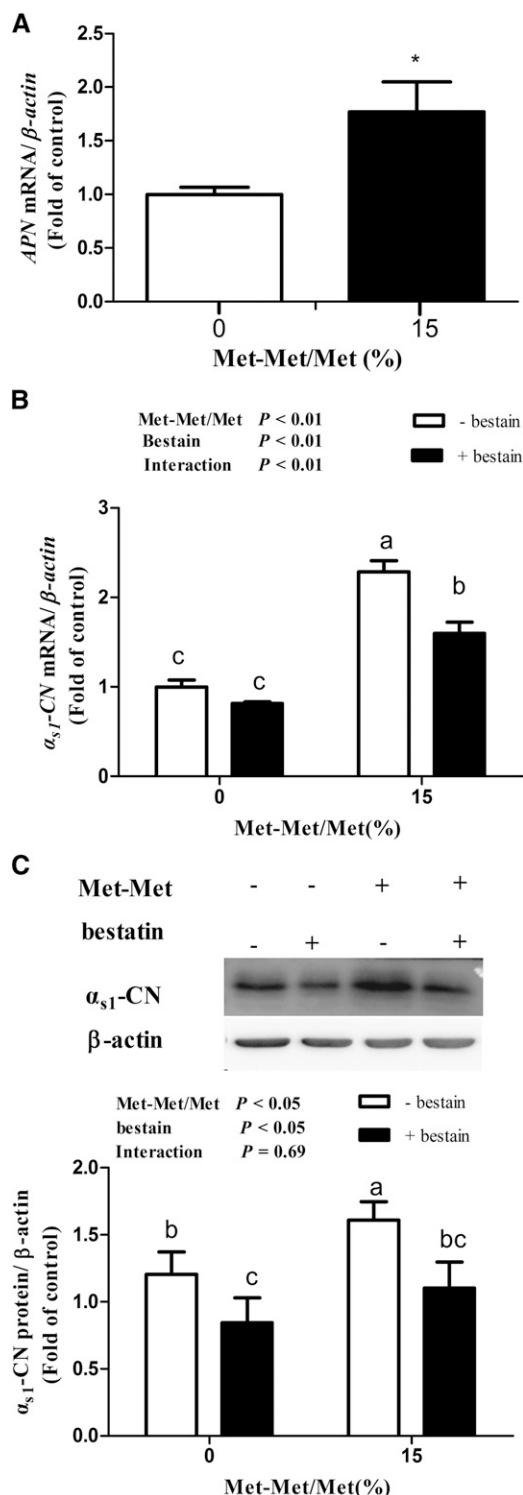 A
APN mRNA/ β-actin
(Fold of control)
2.5
2.0
1.5
1.0
0.5
0.0
*
0 15
Met-Met/Met (%)
B
Met-Met/Met P < 0.01
Bestain P < 0.01
Interaction P < 0.01
- bestain
+ bestain
αs1-CN mRNA/ β-actin
(Fold of control)
3
2
1
0
c c a b
0 15
Met-Met/Met(%)
C
Met-Met - - + +
bestatin - + - +
αs1-CN
β-actin
Met-Met/Met P < 0.05
bestain P < 0.05
Interaction P = 0.69
- bestain
+ bestain
αs1-CN protein/ β-actin
(Fold of control)
2.0
1.5
1.0
0.5
0.0
b c a bc
0 15
Met-Met/Met(%)